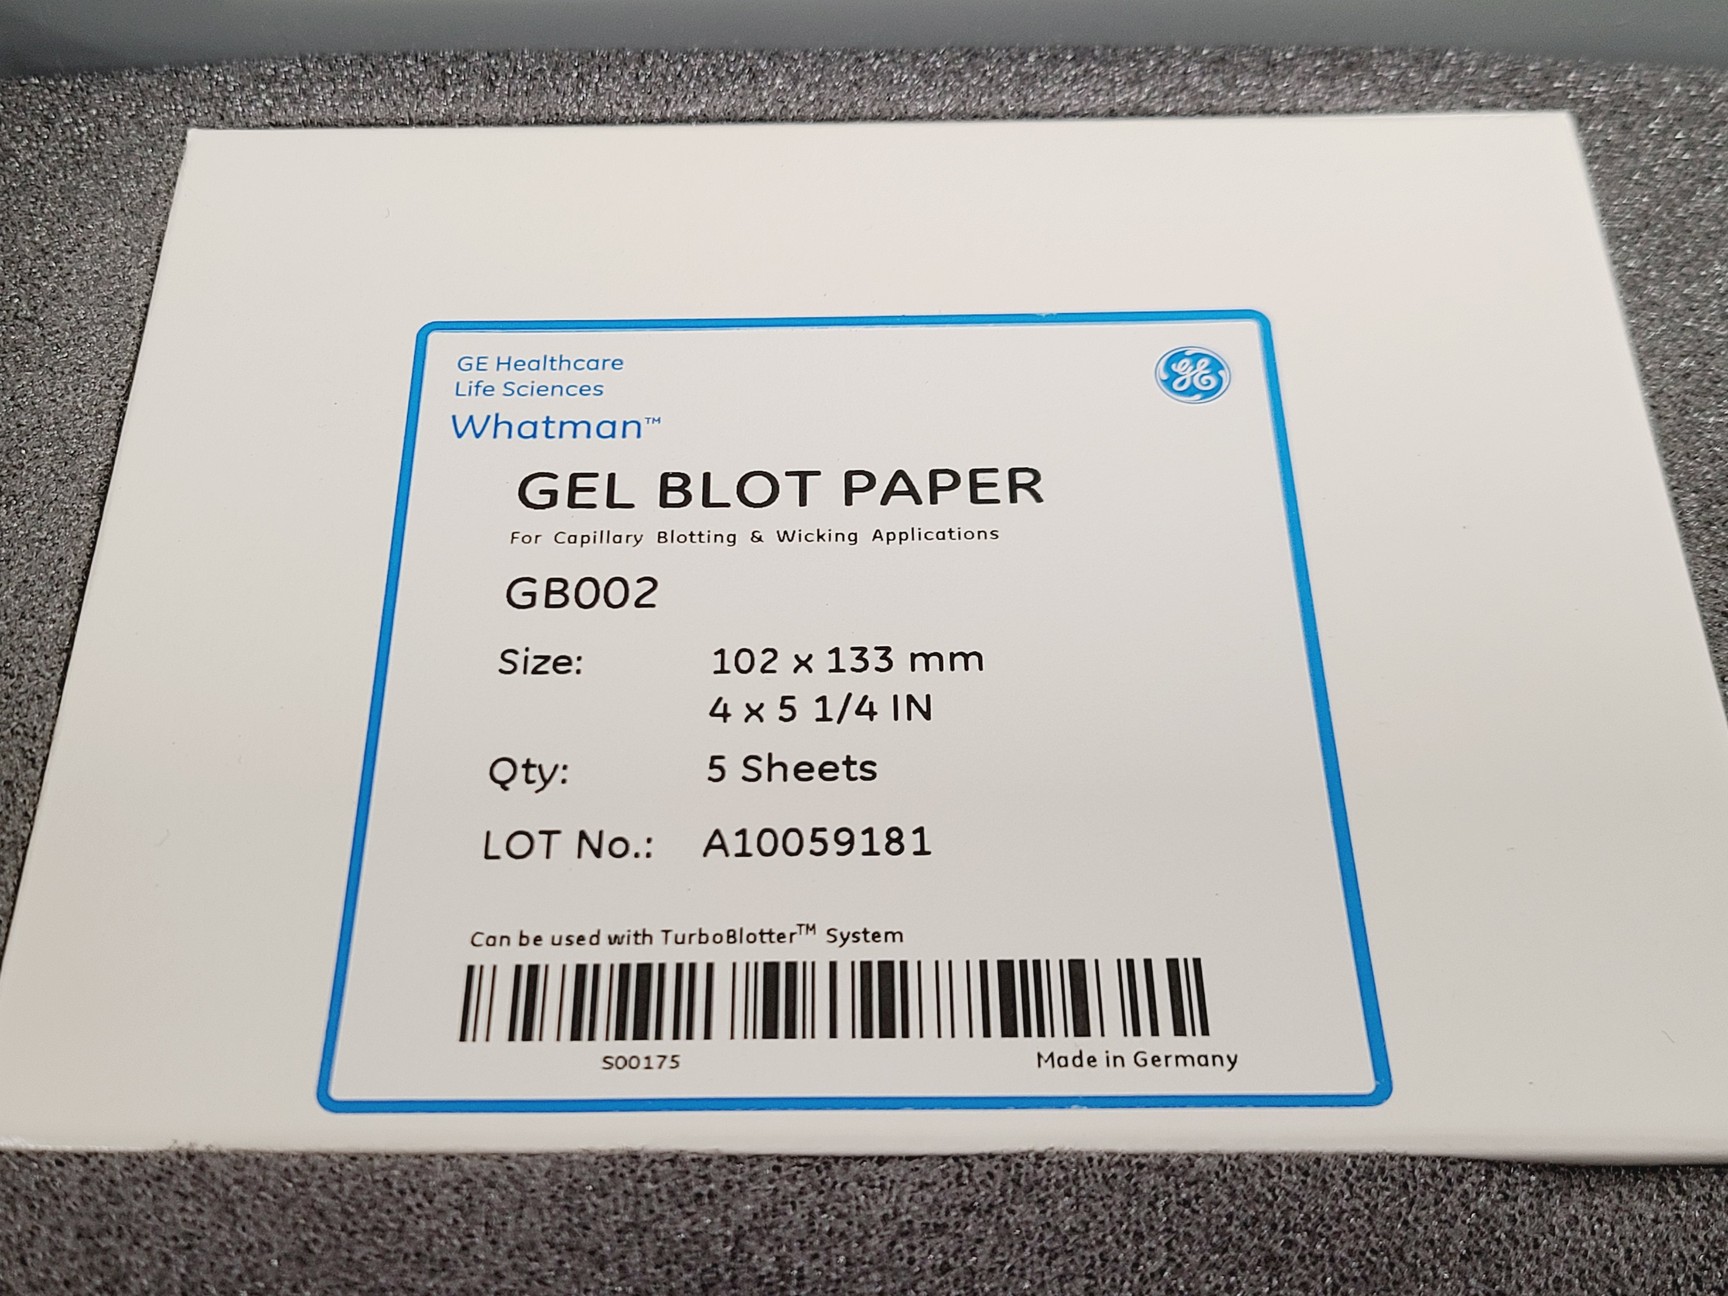 GE Healthcare
Life Sciences
Whatman™
GE
GEL BLOT PAPER
For Capillary Blotting & Wicking Applications
GB002
Size: 102 x 133 mm
4 x 5 1/4 IN
Qty: 5 Sheets
LOT No.: A10059181
Can be used with TurboBlotter™ System
S00175 Made in Germany